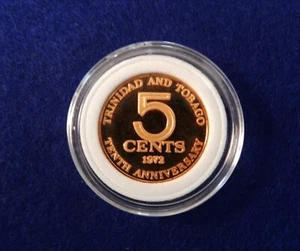 TRINIDAD AND TOBAGO
5
CENTS
1972
TENTH ANNIVERSARY